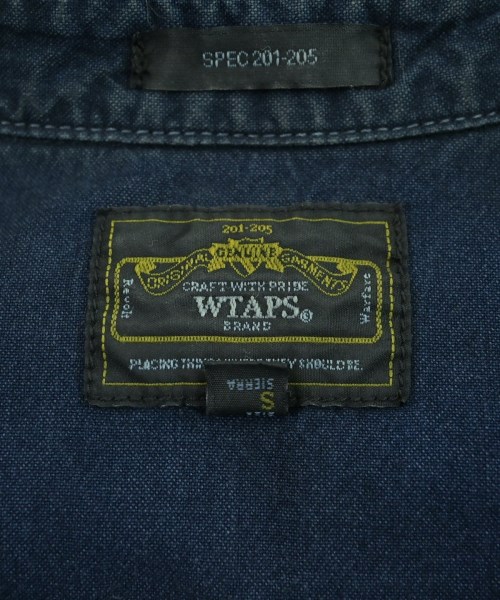 SPEC 201-205
201-205
GENUINE
ORIGINAL GARMENTS
CRAFT WITH PRIDE
Revolt
WTAPS©
Warfare
BRAND
PLACING THINGS WHERE THEY SHOULD BE.
S
SIZE
SIERRA